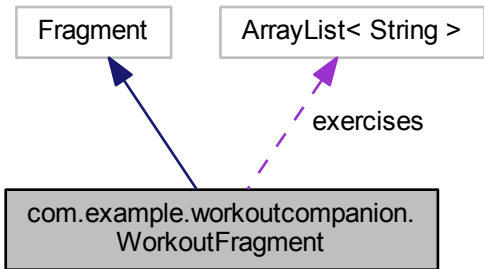 Fragment
ArrayList< String >
exercises
com.example.workoutcompanion.
WorkoutFragment